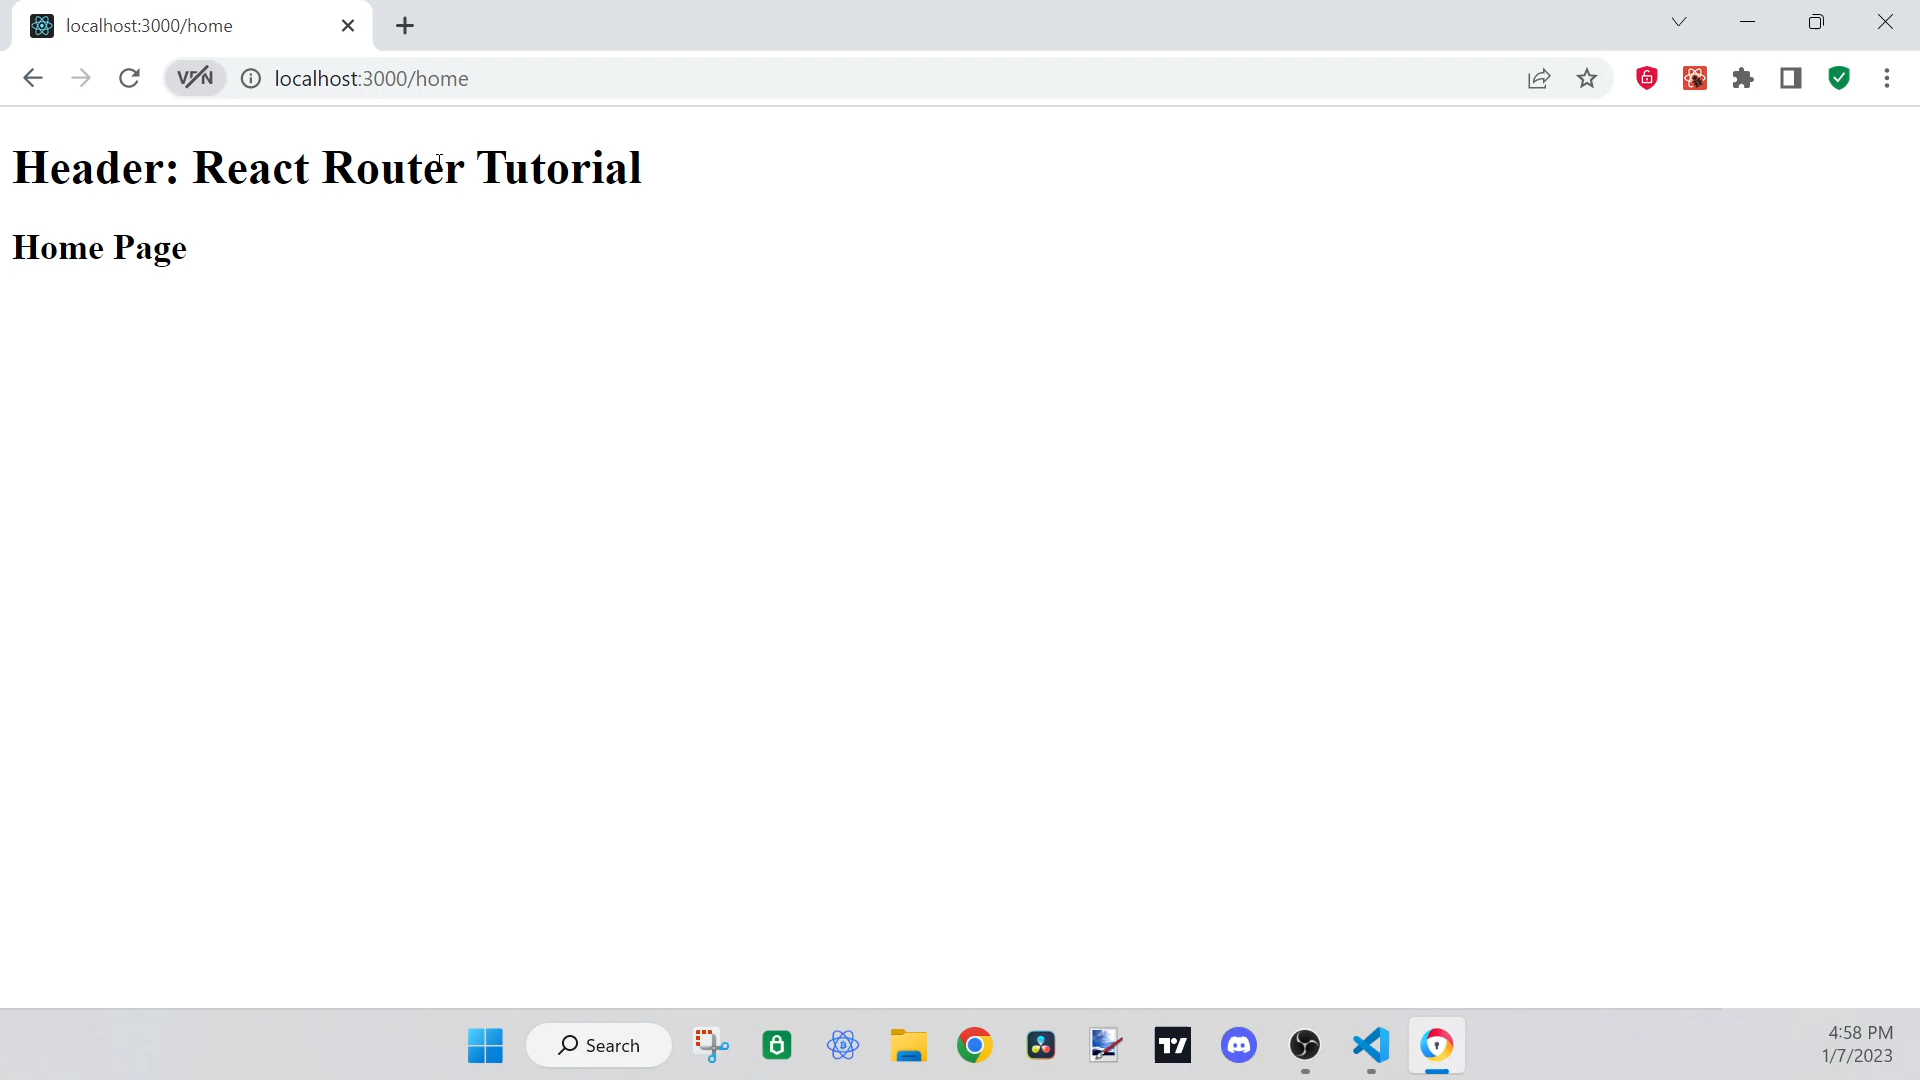 localhost:3000/home
VPN
localhost:3000/home
Header: React Router Tutorial
Home Page
Search
4:58 PM
1/7/2023